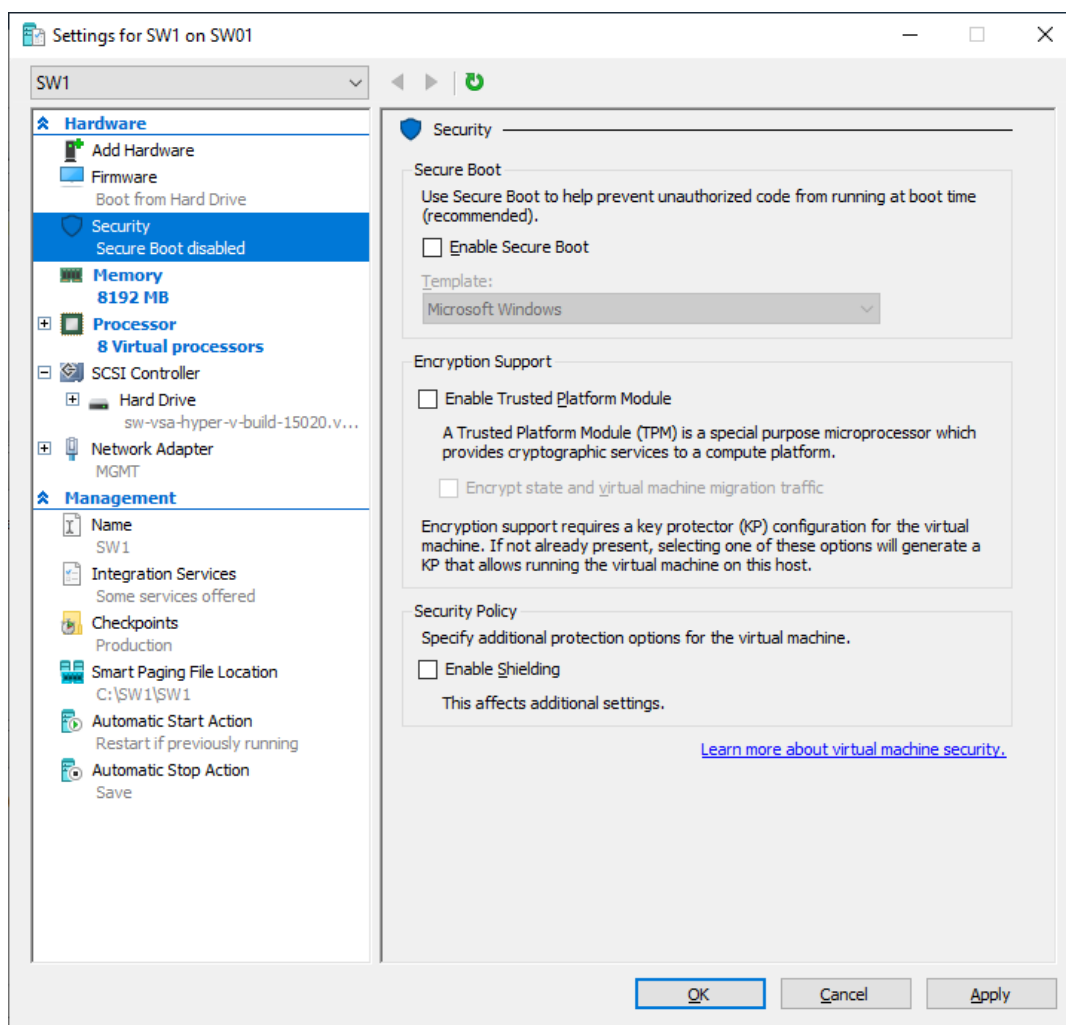 Settings for SW1 on SW01
SW1
Hardware
Add Hardware
Firmware
Boot from Hard Drive
Security
Secure Boot disabled
Memory
8192 MB
Processor
8 Virtual processors
SCSI Controller
Hard Drive
sw-vsa-hyper-v-build-15020.v...
Network Adapter
MGMT
Management
Name
SW1
Integration Services
Some services offered
Checkpoints
Production
Smart Paging File Location
C:\SW1\SW1
Automatic Start Action
Restart if previously running
Automatic Stop Action
Save
Security
Secure Boot
Use Secure Boot to help prevent unauthorized code from running at boot time
(recommended).
Enable Secure Boot
Template:
Microsoft Windows
Encryption Support
Enable Trusted Platform Module
A Trusted Platform Module (TPM) is a special purpose microprocessor which
provides cryptographic services to a compute platform.
Encrypt state and virtual machine migration traffic
Encryption support requires a key protector (KP) configuration for the virtual
machine. If not already present, selecting one of these options will generate a
KP that allows running the virtual machine on this host.
Security Policy
Specify additional protection options for the virtual machine.
Enable Shielding
This affects additional settings.
Learn more about virtual machine security.
OK
Cancel
Apply